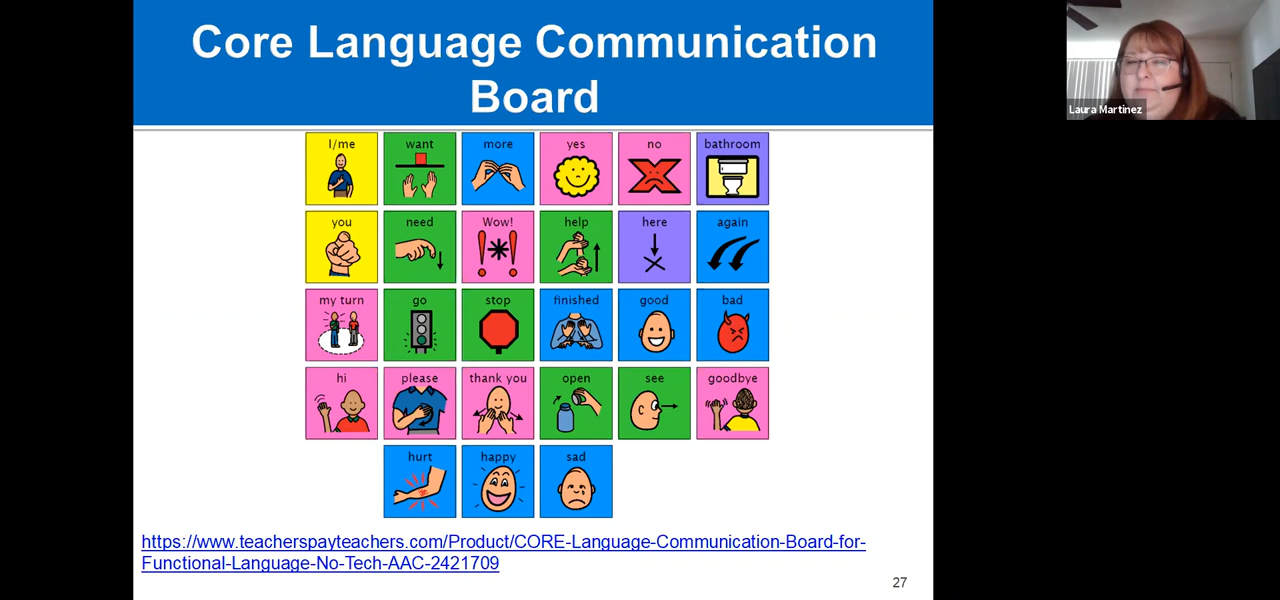 Core Language Communication
Board
Laura Martinez
I/me want more yes no bathroom
you need Wow! help here again
my turn go stop finished good bad
hi please thank you open see goodbye
hurt happy sad
https://www.teacherspayteachers.com/Product/CORE-Language-Communication-Board-for-
Functional-Language-No-Tech-AAC-2421709
27